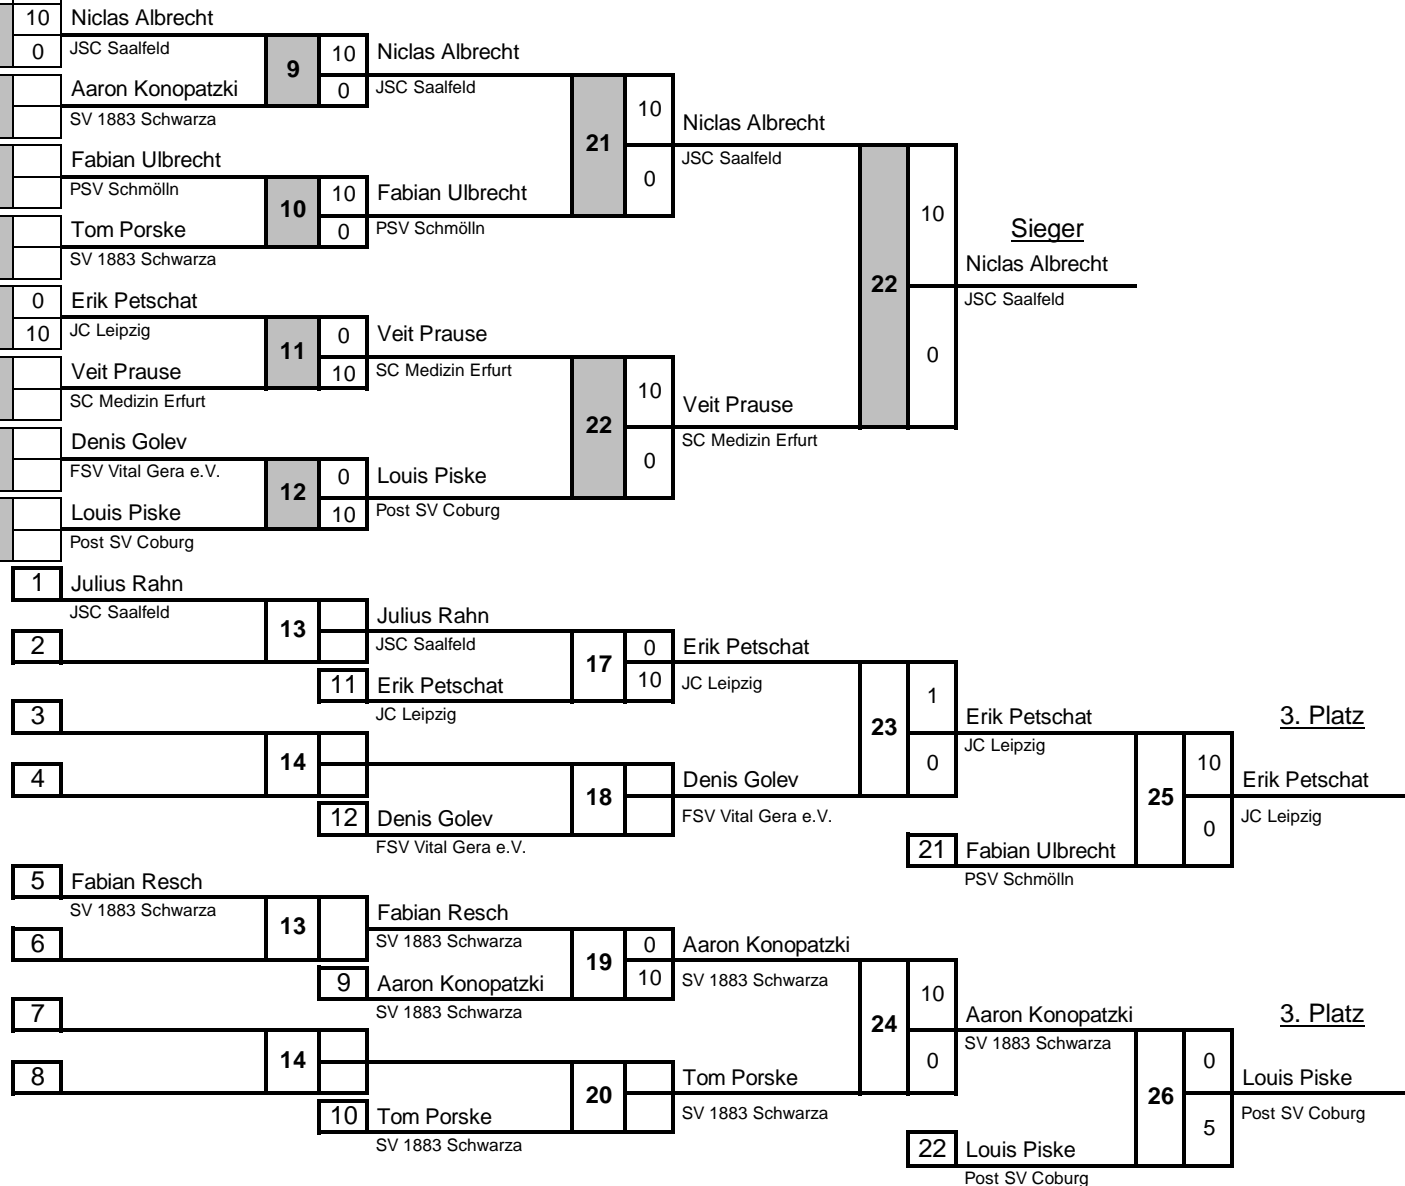 10 Niclas Albrecht
0 JSC Saalfeld
9 10 Niclas Albrecht
Aaron Konopatzki 0 JSC Saalfeld
SV 1883 Schwarza
21 10 Niclas Albrecht
Fabian Ulbrecht
PSV Schmölln
JSC Saalfeld
10 10 Fabian Ulbrecht 0
Tom Porske 0 PSV Schmölln
SV 1883 Schwarza
10 Sieger
Niclas Albrecht
22
JSC Saalfeld
0 Erik Petschat
10 JC Leipzig
11 0 Veit Prause
Veit Prause 10 SC Medizin Erfurt
SC Medizin Erfurt
0
22 10 Veit Prause
Denis Golev
FSV Vital Gera e.V.
SC Medizin Erfurt
12 0 Louis Piske 0
Louis Piske 10 Post SV Coburg
Post SV Coburg
1 Julius Rahn
JSC Saalfeld
13 Julius Rahn
2 JSC Saalfeld
17 0 Erik Petschat
11 Erik Petschat 10 JC Leipzig
JC Leipzig
3
23 1 Erik Petschat 3. Platz
JC Leipzig
14
4
0
18 Denis Golev
12 Denis Golev FSV Vital Gera e.V.
FSV Vital Gera e.V.
25 10 Erik Petschat
0 JC Leipzig
21 Fabian Ulbrecht
PSV Schmölln
5 Fabian Resch
SV 1883 Schwarza
13 Fabian Resch
6 SV 1883 Schwarza
19 0 Aaron Konopatzki
9 Aaron Konopatzki 10 SV 1883 Schwarza
SV 1883 Schwarza
7
24 10 Aaron Konopatzki 3. Platz
SV 1883 Schwarza
14
8
0
20 Tom Porske
10 Tom Porske SV 1883 Schwarza
SV 1883 Schwarza
26 0 Louis Piske
5 Post SV Coburg
22 Louis Piske
Post SV Coburg